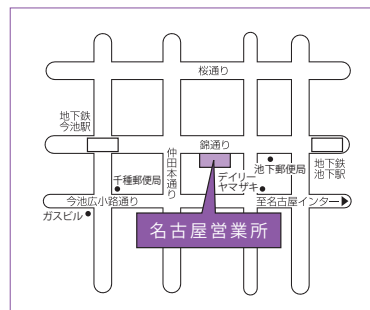 桜通り
地下鉄
今池駅
錦通り
仲田本通り
地下鉄
池下駅
池下郵便局
千種郵便局
デイリー
ヤマザキ
今池広小路通り
至名古屋インター▶
ガスビル
名古屋営業所